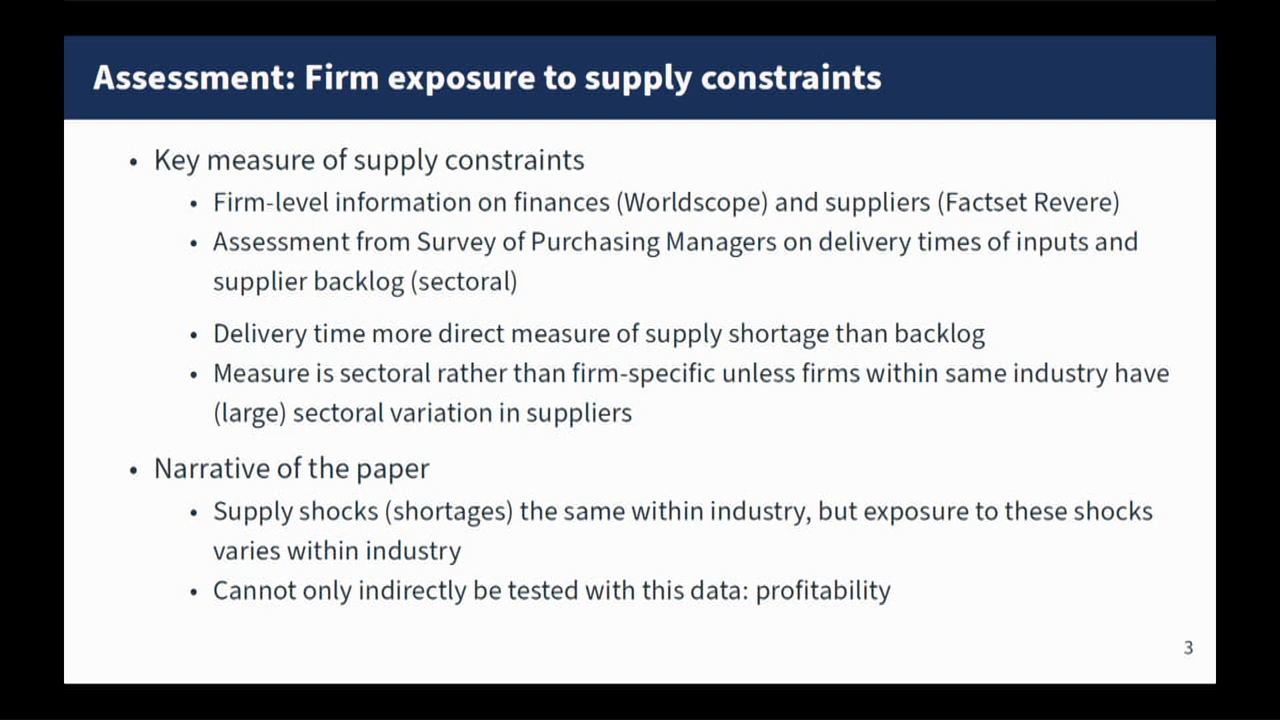 Assessment: Firm exposure to supply constraints
• Key measure of supply constraints
• Firm-level information on finances (Worldscope) and suppliers (Factset Revere)
• Assessment from Survey of Purchasing Managers on delivery times of inputs and
supplier backlog (sectoral)
• Delivery time more direct measure of supply shortage than backlog
• Measure is sectoral rather than firm-specific unless firms within same industry have
(large) sectoral variation in suppliers
• Narrative of the paper
• Supply shocks (shortages) the same within industry, but exposure to these shocks
varies within industry
• Cannot only indirectly be tested with this data: profitability
3